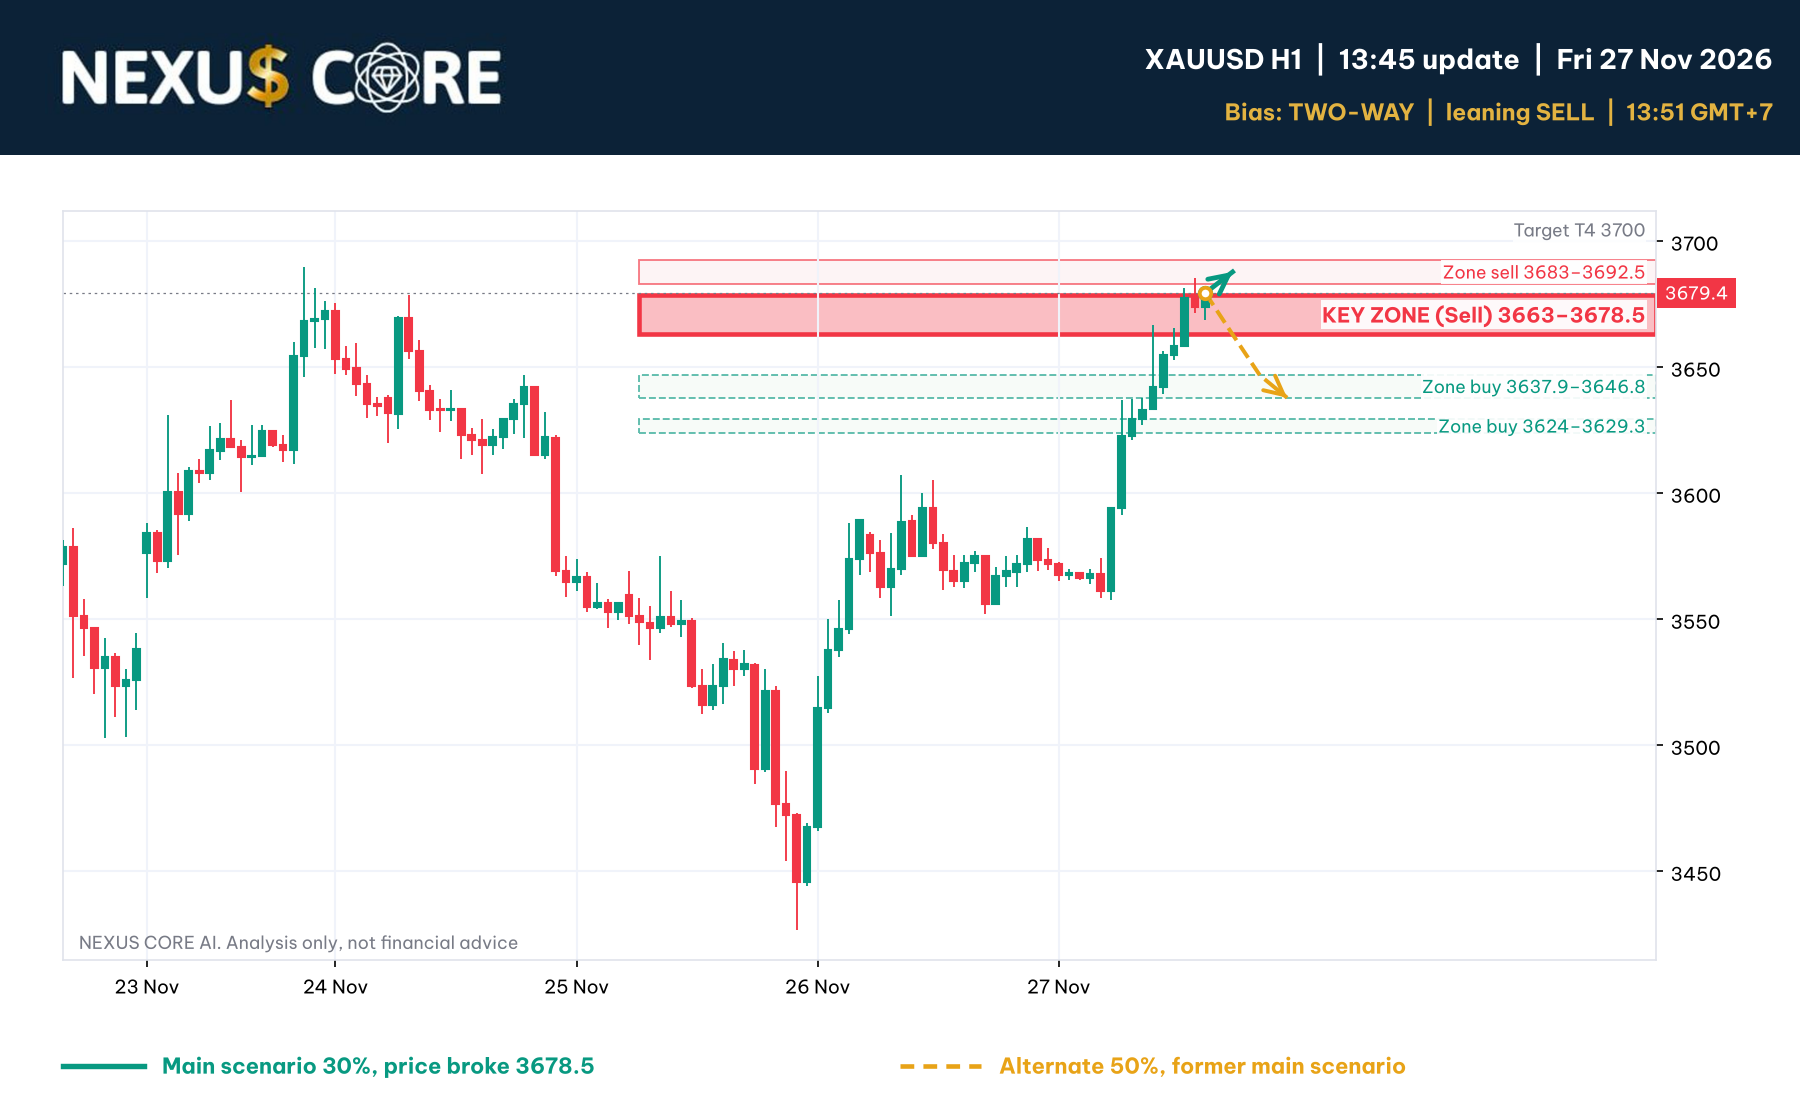 NEXU$ CORE
XAUUSD H1 | 13:45 update | Fri 27 Nov 2026
Bias: TWO-WAY | leaning SELL | 13:51 GMT+7
Target T4 3700
3700
Zone sell 3683–3692.5
3679.4
KEY ZONE (Sell) 3663–3678.5
3650
Zone buy 3637.9–3646.8
Zone buy 3624–3629.3
3600
3550
3500
3450
NEXUS CORE AI. Analysis only, not financial advice
23 Nov
24 Nov
25 Nov
26 Nov
27 Nov
Main scenario 30%, price broke 3678.5
Alternate 50%, former main scenario